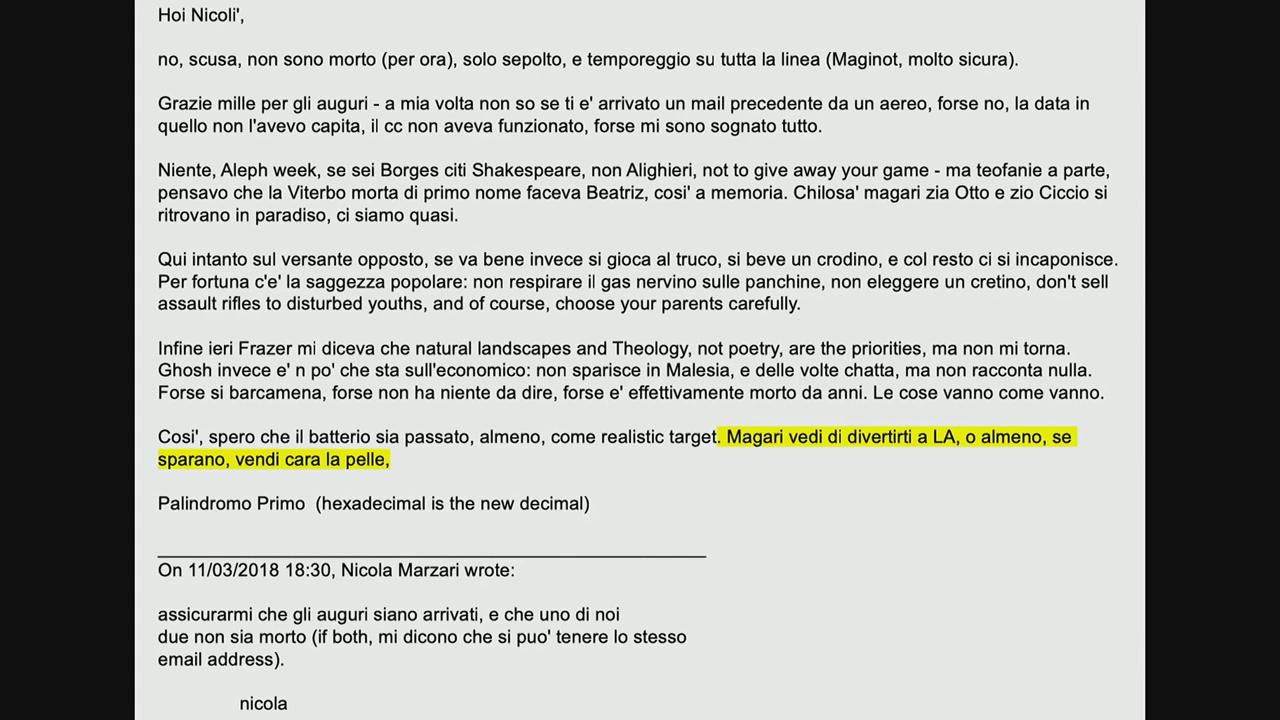 Hoi Nicoli',
no, scusa, non sono morto (per ora), solo sepolto, e temporeggio su tutta la linea (Maginot, molto sicura).
Grazie mille per gli auguri - a mia volta non so se ti e' arrivato un mail precedente da un aereo, forse no, la data in
quello non l'avevo capita, il cc non aveva funzionato, forse mi sono sognato tutto.
Niente, Aleph week, se sei Borges citi Shakespeare, non Alighieri, not to give away your game - ma teofanie a parte,
pensavo che la Viterbo morta di primo nome faceva Beatriz, cosi' a memoria. Chilosa' magari zia Otto e zio Ciccio si
ritrovano in paradiso, ci siamo quasi.
Qui intanto sul versante opposto, se va bene invece si gioca al truco, si beve un crodino, e col resto ci si incaponisce.
Per fortuna c'e' la saggezza popolare: non respirare il gas nervino sulle panchine, non eleggere un cretino, don't sell
assault rifles to disturbed youths, and of course, choose your parents carefully.
Infine ieri Frazer mi diceva che natural landscapes and Theology, not poetry, are the priorities, ma non mi torna.
Ghosh invece e' n po' che sta sull'economico: non sparisce in Malesia, e delle volte chatta, ma non racconta nulla.
Forse si barcamena, forse non ha niente da dire, forse e' effettivamente morto da anni. Le cose vanno come vanno.
Cosi', spero che il batterio sia passato, almeno, come realistic target. Magari vedi di divertirti a LA, o almeno, se
sparano, vendi cara la pelle,
Palindromo Primo (hexadecimal is the new decimal)
On 11/03/2018 18:30, Nicola Marzari wrote:
assicurarmi che gli auguri siano arrivati, e che uno di noi
due non sia morto (if both, mi dicono che si puo' tenere lo stesso
email address).
nicola